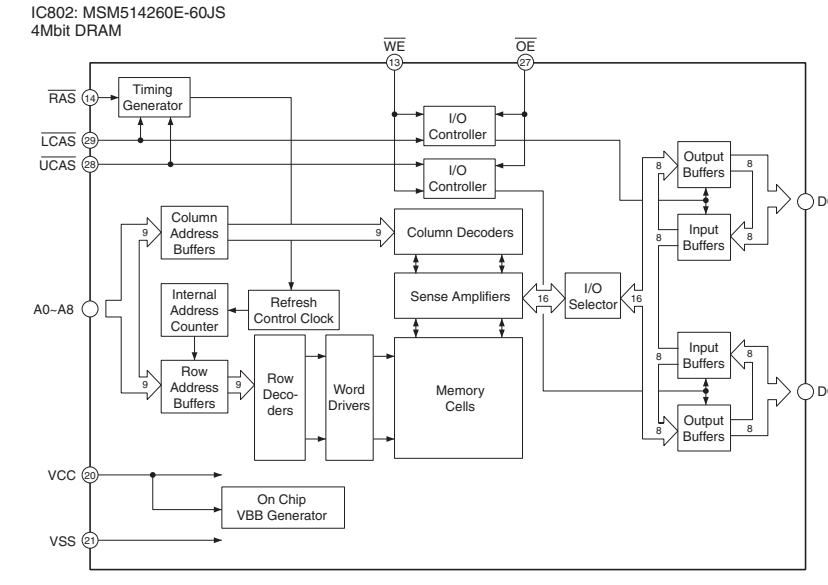 IC802: MSM514260E-60JS
4Mbit DRAM
WE
OE
13
27
RAS
14
Timing
Generator
LCAS
29
UCAS
28
I/O
Controller
I/O
Controller
Output
Buffers
8
8
8
8
Input
Buffers
8
8
Column
Address
Buffers
9
9
Column Decoders
A0~A8
Internal
Address
Counter
Refresh
Control Clock
Sense Amplifiers
16
I/O
Selector
16
Row
Address
Buffers
9
9
Row
Deco-
ders
Word
Drivers
Memory
Cells
Input
Buffers
8
8
8
8
Output
Buffers
8
8
VCC
20
On Chip
VBB Generator
VSS
21